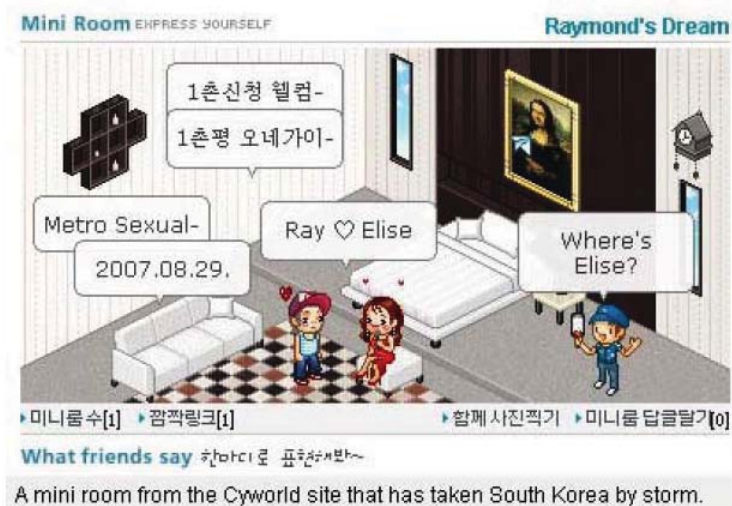 Mini Room EXPRESS YOURSELF
Raymond's Dream
1촌신청 웰컴-
1촌평 오네가이-
Metro Sexual-
2007.08.29.
Ray ♡ Elise
Where's
Elise?
미니룸수[1] 깜짝링크[1] 함께 사진찍기 미니룸 답글달기[0]
What friends say 한마디로 표현해봐~
A mini room from the Cyworld site that has taken South Korea by storm.